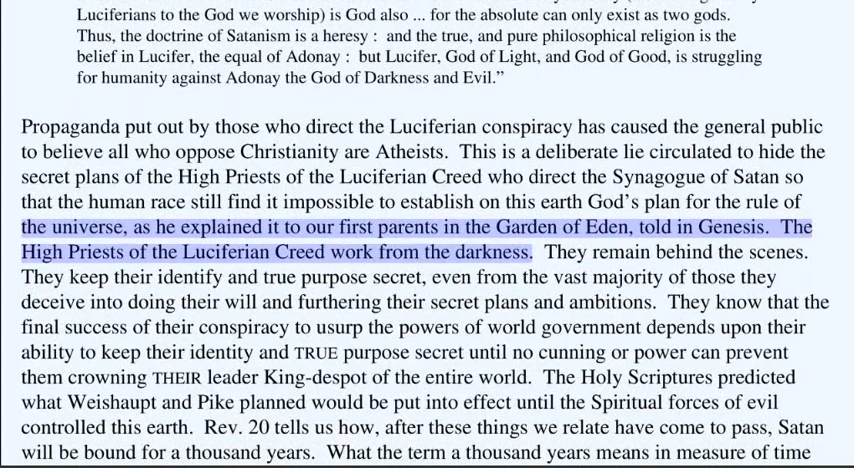 Luciferians to the God we worship) is God also ... for the absolute can only exist as two gods.
Thus, the doctrine of Satanism is a heresy : and the true, and pure philosophical religion is the
belief in Lucifer, the equal of Adonay : but Lucifer, God of Light, and God of Good, is struggling
for humanity against Adonay the God of Darkness and Evil.”
Propaganda put out by those who direct the Luciferian conspiracy has caused the general public
to believe all who oppose Christianity are Atheists. This is a deliberate lie circulated to hide the
secret plans of the High Priests of the Luciferian Creed who direct the Synagogue of Satan so
that the human race still find it impossible to establish on this earth God’s plan for the rule of
the universe, as he explained it to our first parents in the Garden of Eden, told in Genesis. The
High Priests of the Luciferian Creed work from the darkness. They remain behind the scenes.
They keep their identify and true purpose secret, even from the vast majority of those they
deceive into doing their will and furthering their secret plans and ambitions. They know that the
final success of their conspiracy to usurp the powers of world government depends upon their
ability to keep their identity and TRUE purpose secret until no cunning or power can prevent
them crowning THEIR leader King-despot of the entire world. The Holy Scriptures predicted
what Weishaupt and Pike planned would be put into effect until the Spiritual forces of evil
controlled this earth. Rev. 20 tells us how, after these things we relate have come to pass, Satan
will be bound for a thousand years. What the term a thousand years means in measure of time